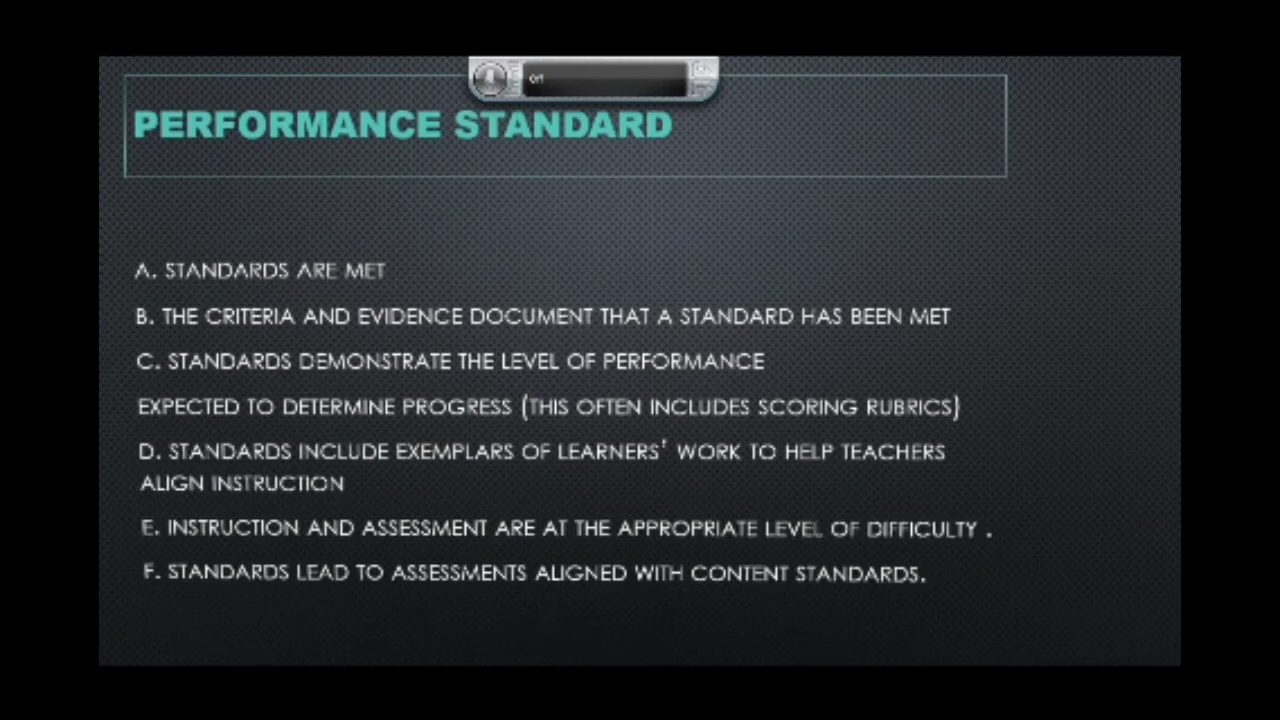 Off
PERFORMANCE STANDARD
A. STANDARDS ARE MET
B. THE CRITERIA AND EVIDENCE DOCUMENT THAT A STANDARD HAS BEEN MET
C. STANDARDS DEMONSTRATE THE LEVEL OF PERFORMANCE
EXPECTED TO DETERMINE PROGRESS (THIS OFTEN INCLUDES SCORING RUBRICS)
D. STANDARDS INCLUDE EXEMPLARS OF LEARNERS' WORK TO HELP TEACHERS
ALIGN INSTRUCTION
E. INSTRUCTION AND ASSESSMENT ARE AT THE APPROPRIATE LEVEL OF DIFFICULTY .
F. STANDARDS LEAD TO ASSESSMENTS ALIGNED WITH CONTENT STANDARDS.